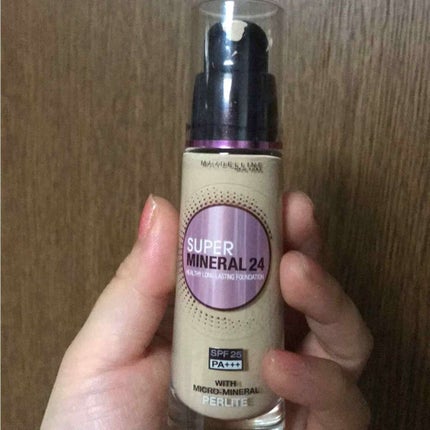 MAYBELLINE
SUPER
MINERAL 24
HEALTHY LONG LASTING FOUNDATION
SPF 25
PA+++
WITH
MICRO-MINERAL
PERLITE